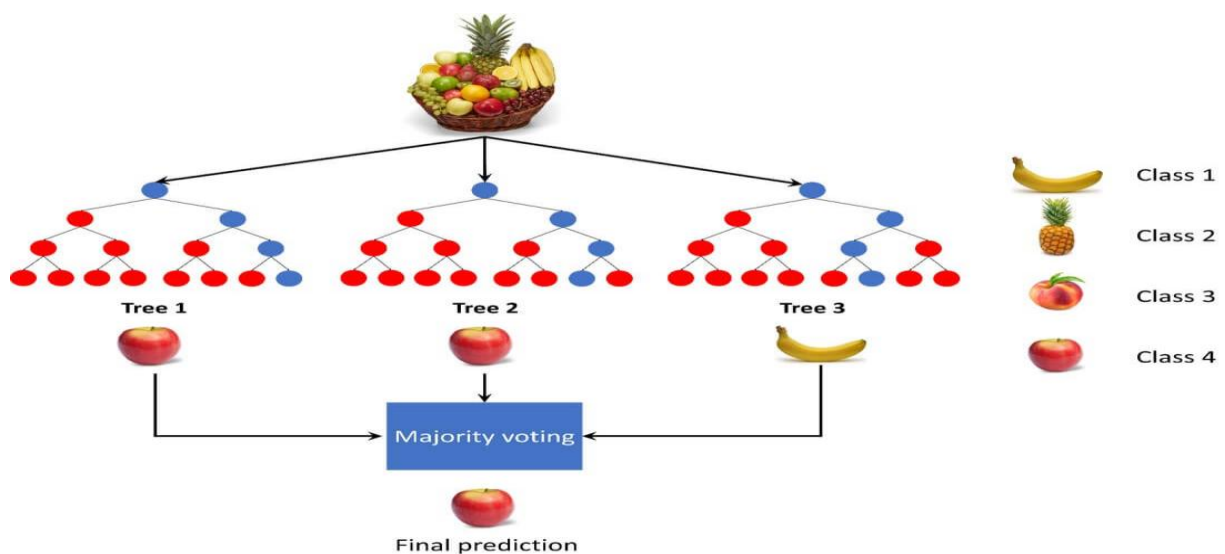 Class 1
Class 2
Tree 1
Tree 2
Tree 3
Class 3
Class 4
Majority voting
Final prediction